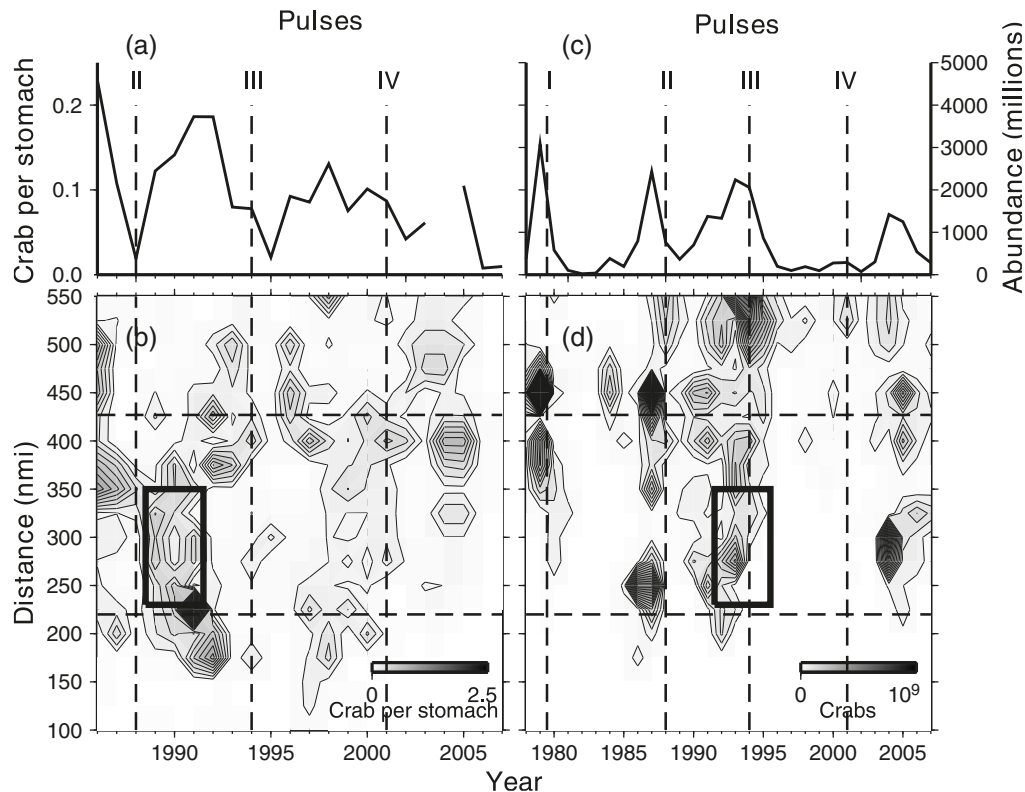 Pulses
Pulses
(a)
(c)
II
III
IV
I
II
III
IV
Crab per stomach
0.2
0.1
0.0
5000
4000
3000
2000
1000
0
Abundance (millions)
(b)
(d)
Distance (nmi)
550
500
450
400
350
300
250
200
150
100
0
2.5
Crab per stomach
0
10⁹
Crabs
1990
1995
2000
2005
1980
1985
1990
1995
2000
2005
Year